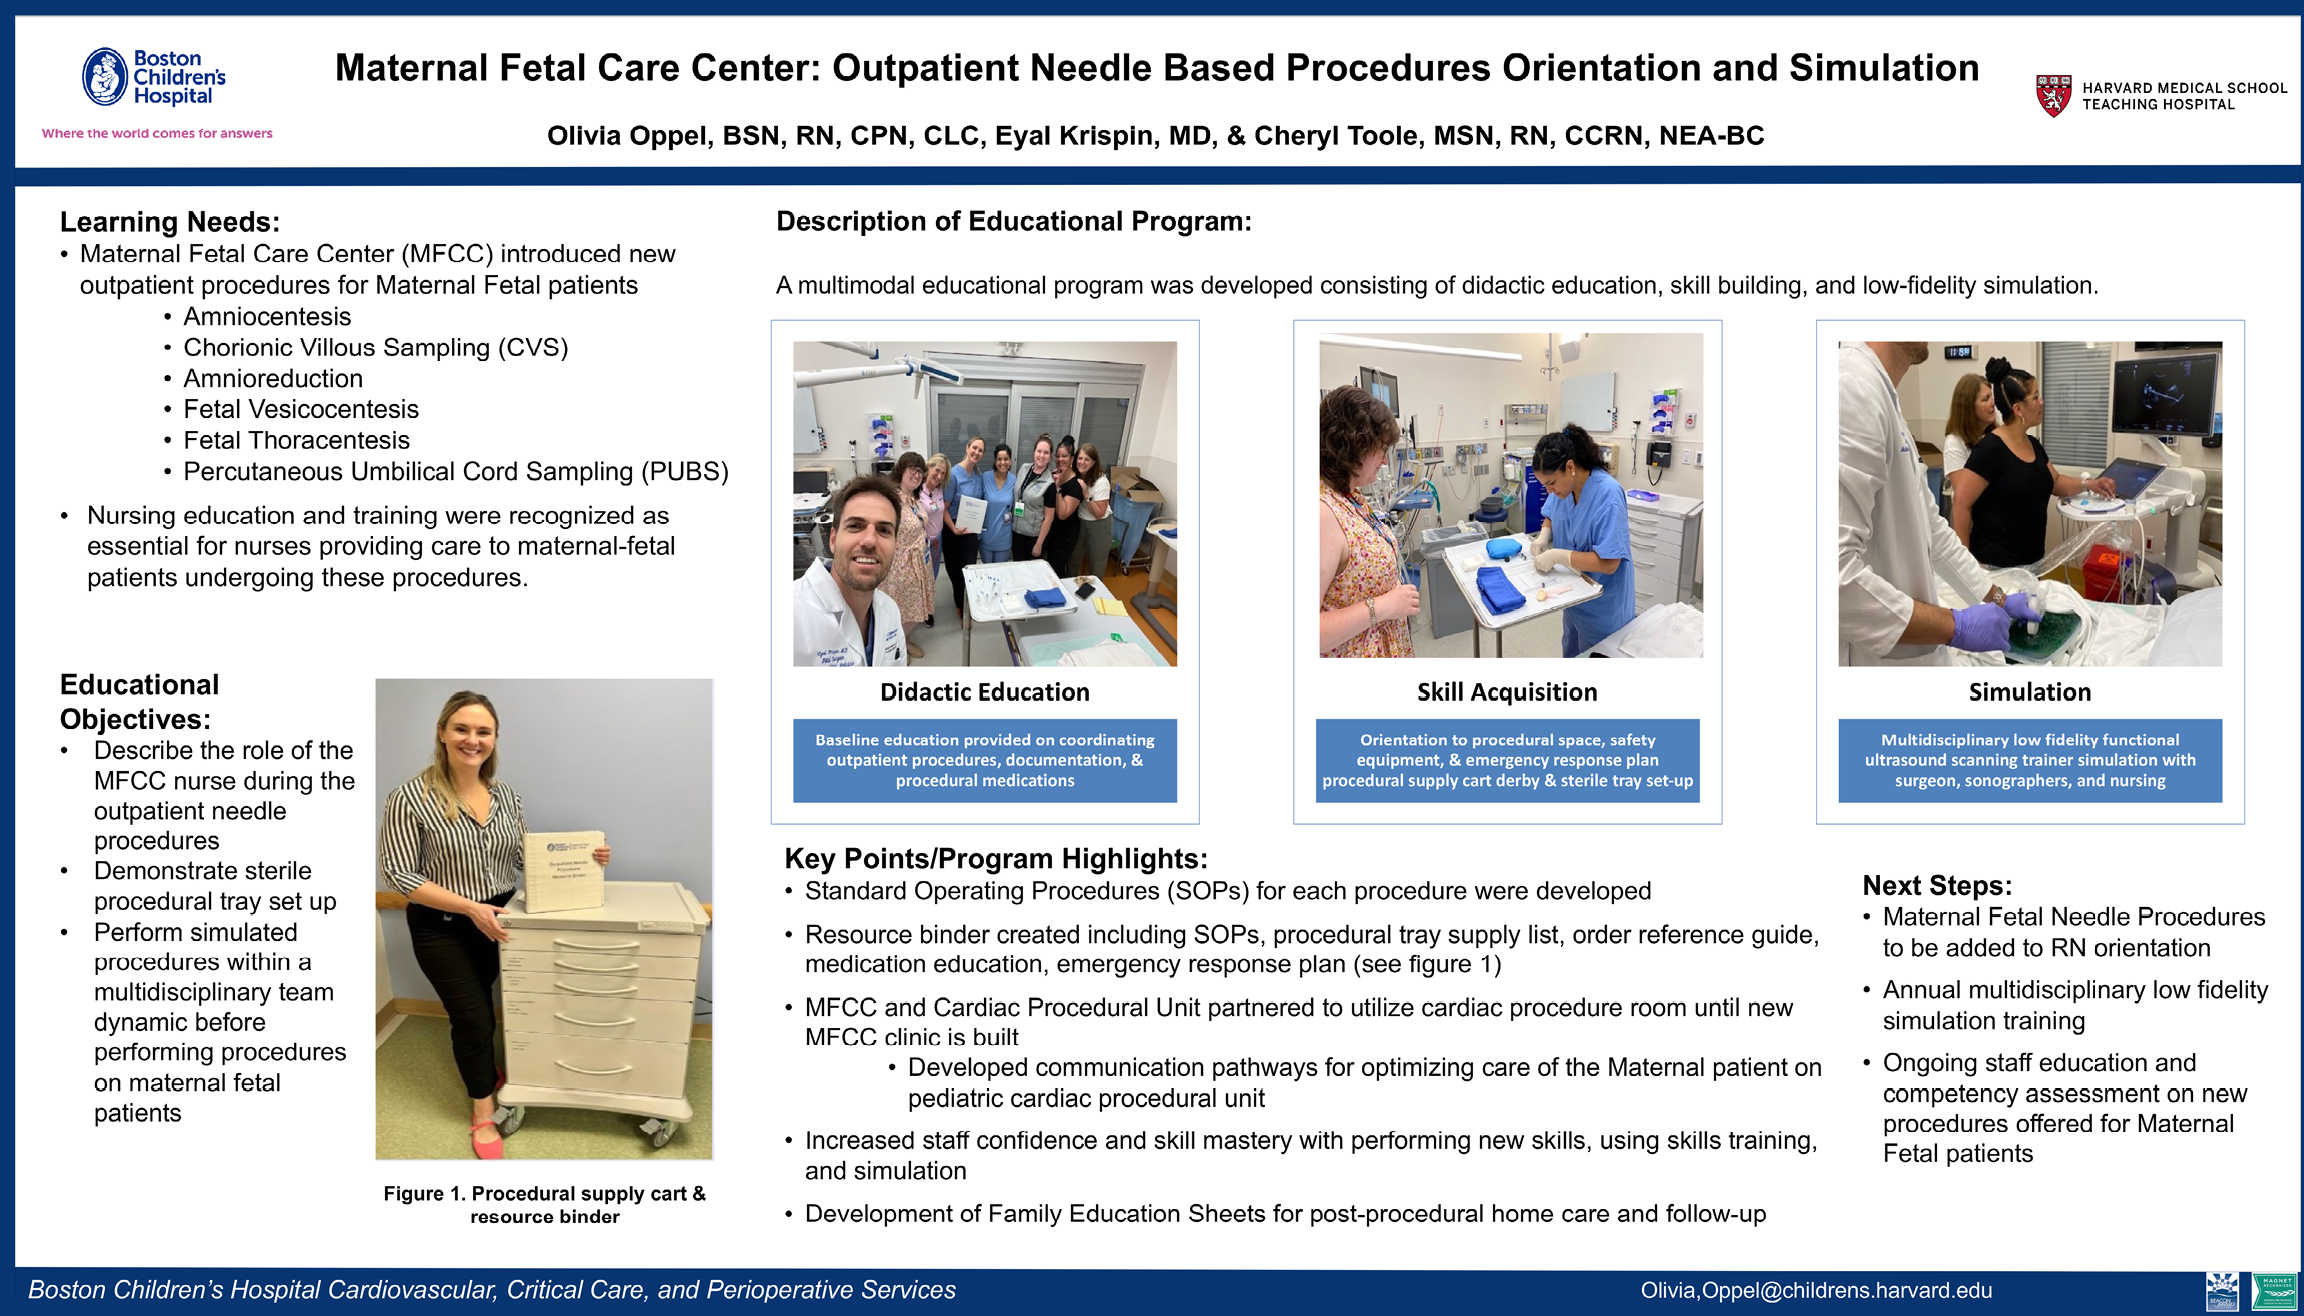 Boston
Children's
Hospital
Where the world comes for answers
Maternal Fetal Care Center: Outpatient Needle Based Procedures Orientation and Simulation
Olivia Oppel, BSN, RN, CPN, CLC, Eyal Krispin, MD, & Cheryl Toole, MSN, RN, CCRN, NEA-BC
HARVARD MEDICAL SCHOOL
TEACHING HOSPITAL
Learning Needs:
• Maternal Fetal Care Center (MFCC) introduced new
outpatient procedures for Maternal Fetal patients
• Amniocentesis
• Chorionic Villous Sampling (CVS)
• Amnioreduction
• Fetal Vesicocentesis
• Fetal Thoracentesis
• Percutaneous Umbilical Cord Sampling (PUBS)
• Nursing education and training were recognized as
essential for nurses providing care to maternal-fetal
patients undergoing these procedures.
Educational
Objectives:
• Describe the role of the
MFCC nurse during the
outpatient needle
procedures
• Demonstrate sterile
procedural tray set up
• Perform simulated
procedures within a
multidisciplinary team
dynamic before
performing procedures
on maternal fetal
patients
Outpatient Needle
Procedures
Resource Binder
Figure 1. Procedural supply cart &
resource binder
Description of Educational Program:
A multimodal educational program was developed consisting of didactic education, skill building, and low-fidelity simulation.
Didactic Education
Baseline education provided on coordinating
outpatient procedures, documentation, &
procedural medications
Skill Acquisition
Orientation to procedural space, safety
equipment, & emergency response plan
procedural supply cart derby & sterile tray set-up
Simulation
Multidisciplinary low fidelity functional
ultrasound scanning trainer simulation with
surgeon, sonographers, and nursing
Key Points/Program Highlights:
• Standard Operating Procedures (SOPs) for each procedure were developed
• Resource binder created including SOPs, procedural tray supply list, order reference guide,
medication education, emergency response plan (see figure 1)
• MFCC and Cardiac Procedural Unit partnered to utilize cardiac procedure room until new
MFCC clinic is built
• Developed communication pathways for optimizing care of the Maternal patient on
pediatric cardiac procedural unit
• Increased staff confidence and skill mastery with performing new skills, using skills training,
and simulation
• Development of Family Education Sheets for post-procedural home care and follow-up
Next Steps:
• Maternal Fetal Needle Procedures
to be added to RN orientation
• Annual multidisciplinary low fidelity
simulation training
• Ongoing staff education and
competency assessment on new
procedures offered for Maternal
Fetal patients
Boston Children's Hospital Cardiovascular, Critical Care, and Perioperative Services
Olivia,Oppel@childrens.harvard.edu
BEACON
MAGNET
RECOGNIZED